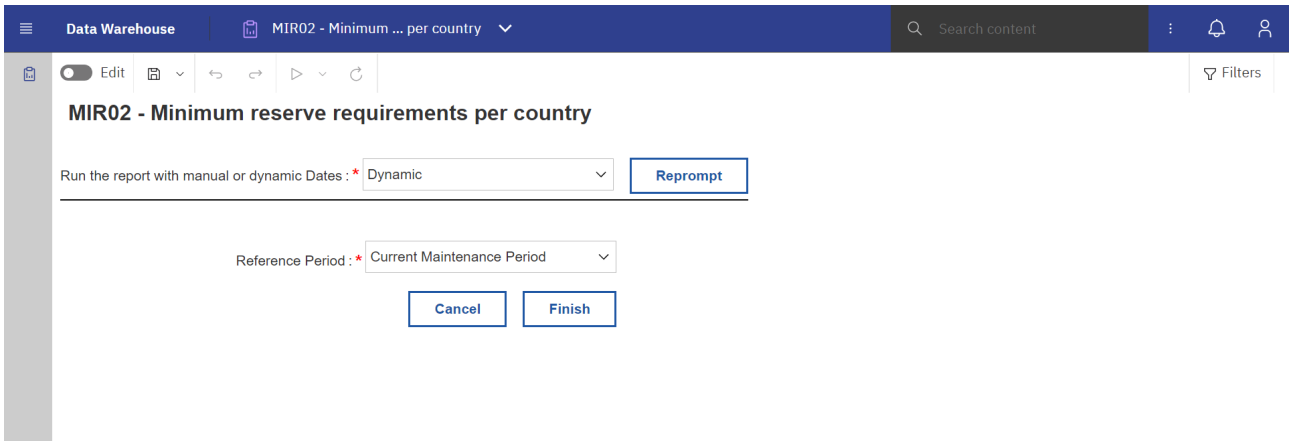 Data Warehouse MIR02 - Minimum ... per country Search content
Edit Filters
MIR02 - Minimum reserve requirements per country
Run the report with manual or dynamic Dates : * Dynamic Reprompt
Reference Period : * Current Maintenance Period
Cancel Finish